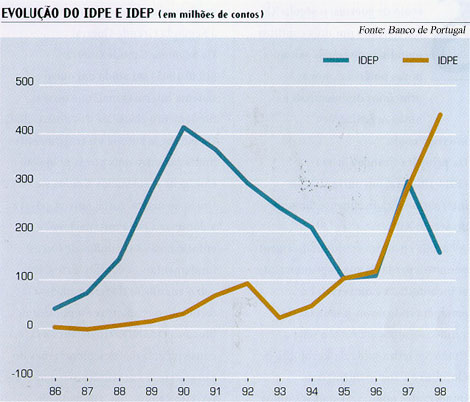 EVOLUÇÃO DO IDPE E IDEP (em milhões de contos)
Fonte: Banco de Portugal
IDEP IDPE
500
400
300
200
100
0
-100
86 87 88 89 90 91 92 93 94 95 96 97 98